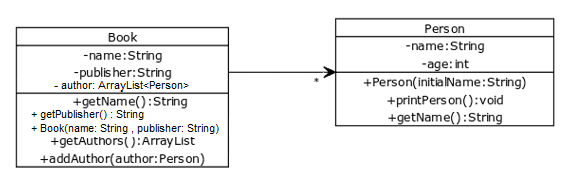 Book
-name:String
-publisher:String
- author: ArrayList<Person>
+getName():String
+ getPublisher() : String
+ Book(name: String , publisher: String)
+getAuthors():ArrayList
+addAuthor(author:Person)
*
Person
-name:String
-age:int
+Person(initialName:String)
+printPerson():void
+getName():String